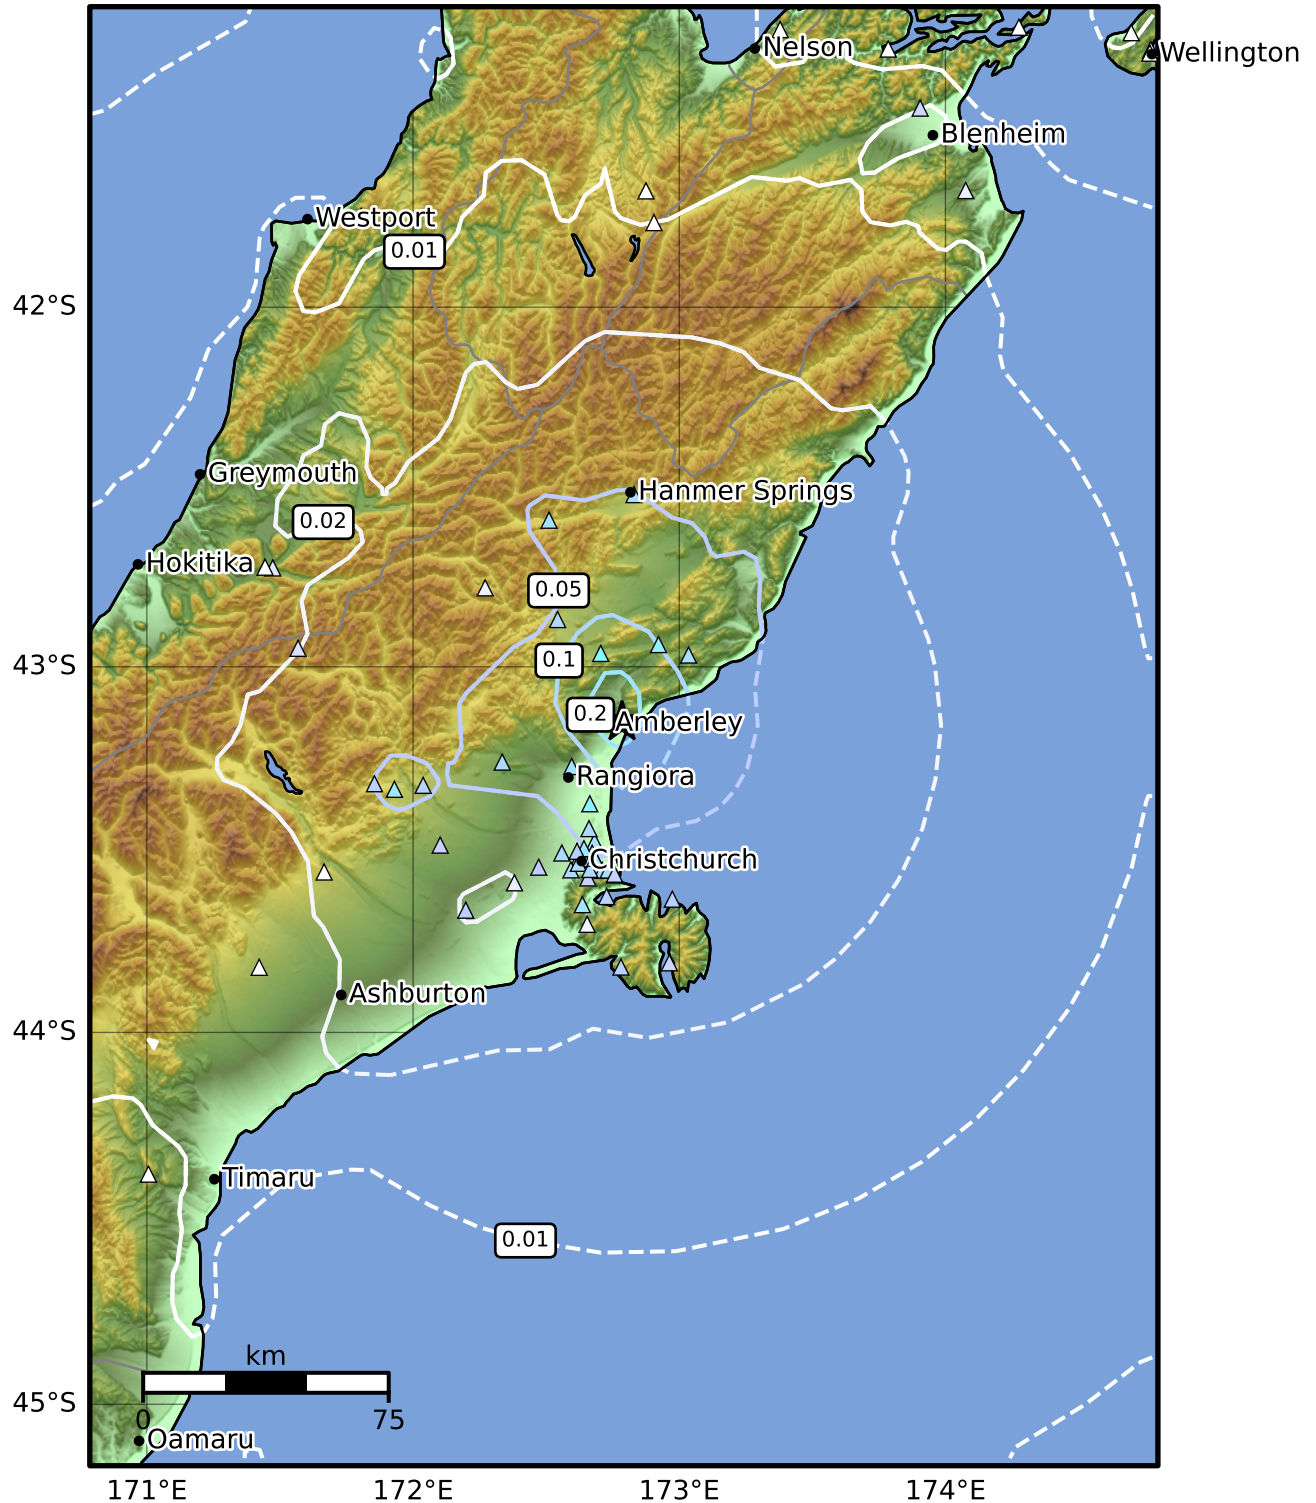 Nelson
Wellington
Blenheim
Westport
0.01
42°S
Greymouth
Hanmer Springs
0.02
Hokitika
0.05
0.1
43°S
0.2
Amberley
Rangiora
Christchurch
Ashburton
44°S
Timaru
0.01
km
0 75
45°S
Oamaru
171°E 172°E 173°E 174°E